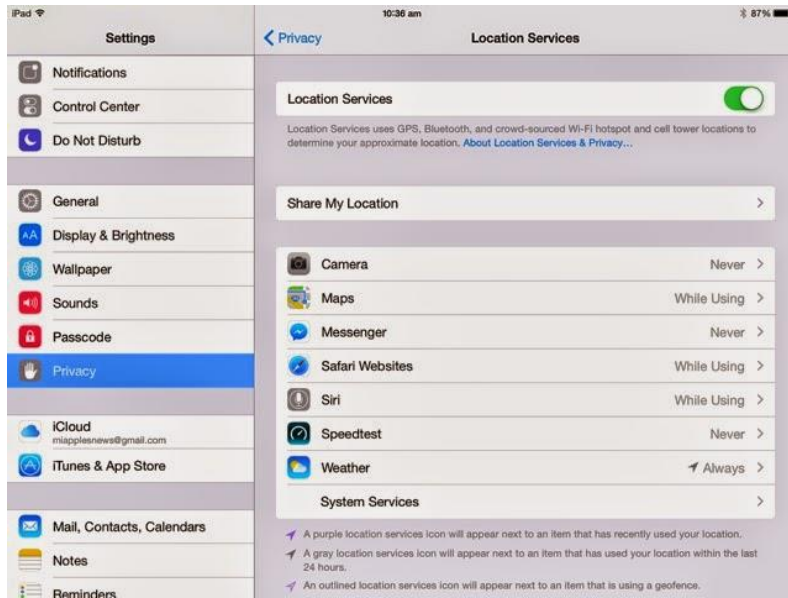 iPad 10:36 am 87%
Settings
Privacy Location Services
Notifications
Control Center
Do Not Disturb
General
AA Display & Brightness
Wallpaper
Sounds
Passcode
Privacy
iCloud
miapplesnews@gmail.com
iTunes & App Store
Mail, Contacts, Calendars
Notes
Reminders
Location Services
Location Services uses GPS, Bluetooth, and crowd-sourced Wi-Fi hotspot and cell tower locations to
determine your approximate location. About Location Services & Privacy...
Share My Location
Camera Never
Maps While Using
Messenger Never
Safari Websites While Using
Siri While Using
Speedtest Never
Weather Always
System Services
A purple location services icon will appear next to an item that has recently used your location.
A gray location services icon will appear next to an item that has used your location within the last
24 hours.
An outlined location services icon will appear next to an item that is using a geofence.